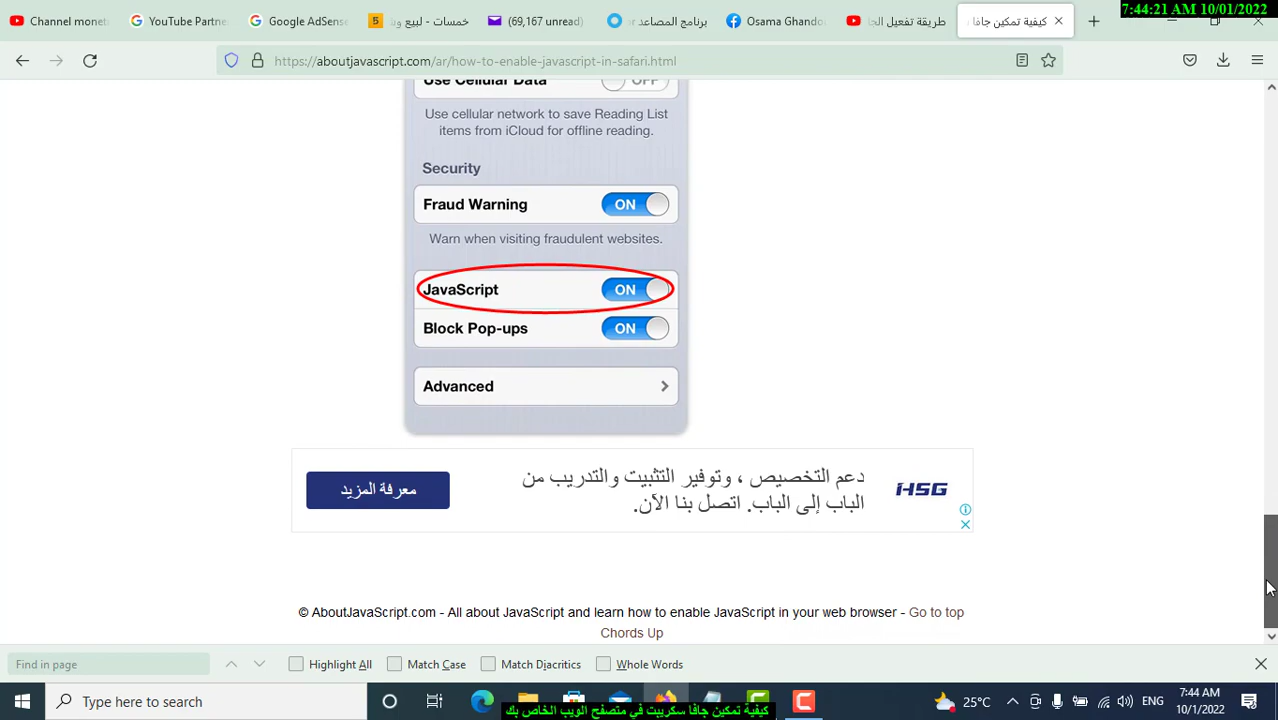 7:44:21 AM 10/01/2022
Channel monet
YouTube Partne
Google AdSens
خمسات - لبيع وش
(69,167 unread)
برنامج المصاعد
Osama Ghandou
طريقة تفعيل الجا
كيفية تمكين جافا
https://aboutjavascript.com/ar/how-to-enable-javascript-in-safari.html
Use Cellular Data OFF
Use cellular network to save Reading List
items from iCloud for offline reading.
Security
Fraud Warning ON
Warn when visiting fraudulent websites.
JavaScript ON
Block Pop-ups ON
Advanced
دعم التخصيص ، وتوفير التثبيت والتدريب من
الباب إلى الباب. اتصل بنا الآن.
معرفة المزيد
HSG
© AboutJavaScript.com - All about JavaScript and learn how to enable JavaScript in your web browser - Go to top
Chords Up
Find in page
Highlight All
Match Case
Match Diacritics
Whole Words
Type here to search
25°C
ENG
7:44 AM
10/1/2022
كيفية تمكين جافا سكريبت في متصفح الويب الخاص بك